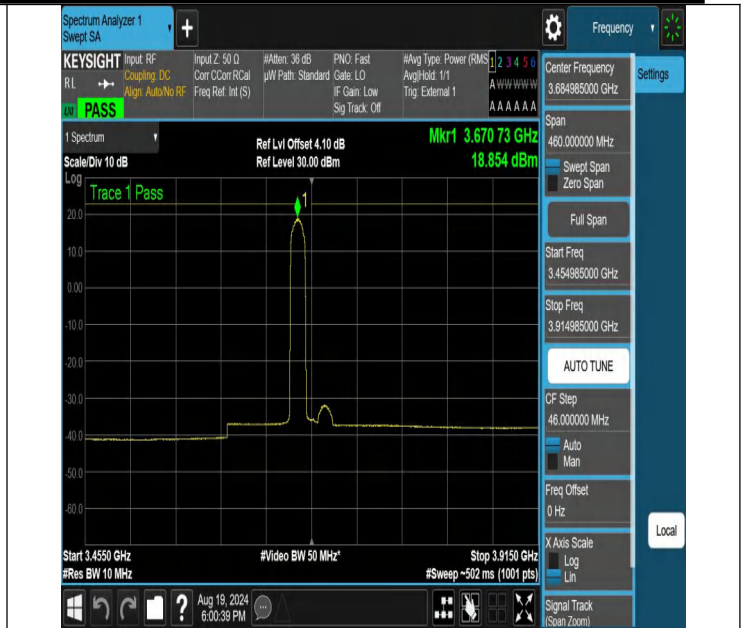 Spectrum Analyzer 1
Swept SA
+
Frequency
KEYSIGHT
RL
PASS
Input: RF
Coupling: DC
Align: Auto/No RF
Input Z: 50 Ω
Corr CCorr RCal
Freq Ref: Int (S)
#Atten: 36 dB
µW Path: Standard
PNO: Fast
Gate: LO
IF Gain: Low
Sig Track: Off
#Avg Type: Power (RMS
Avg|Hold: 1/1
Trig: External 1
1 2 3 4 5 6
A W W W W W
A A A A A A
1 Spectrum
Scale/Div 10 dB
Ref Lvl Offset 4.10 dB
Ref Level 30.00 dBm
Mkr1 3.670 73 GHz
18.854 dBm
Log
Trace 1 Pass
1
20.0
10.0
0.00
-10.0
-20.0
-30.0
-40.0
-50.0
-60.0
Start 3.4550 GHz
#Res BW 10 MHz
#Video BW 50 MHz*
Stop 3.9150 GHz
#Sweep ~502 ms (1001 pts)
Aug 19, 2024
6:00:39 PM
?
Center Frequency
3.684985000 GHz
Settings
Span
460.000000 MHz
Swept Span
Zero Span
Full Span
Start Freq
3.454985000 GHz
Stop Freq
3.914985000 GHz
AUTO TUNE
CF Step
46.000000 MHz
Auto
Man
Freq Offset
0 Hz
Local
X Axis Scale
Log
Lin
Signal Track
(Span Zoom)